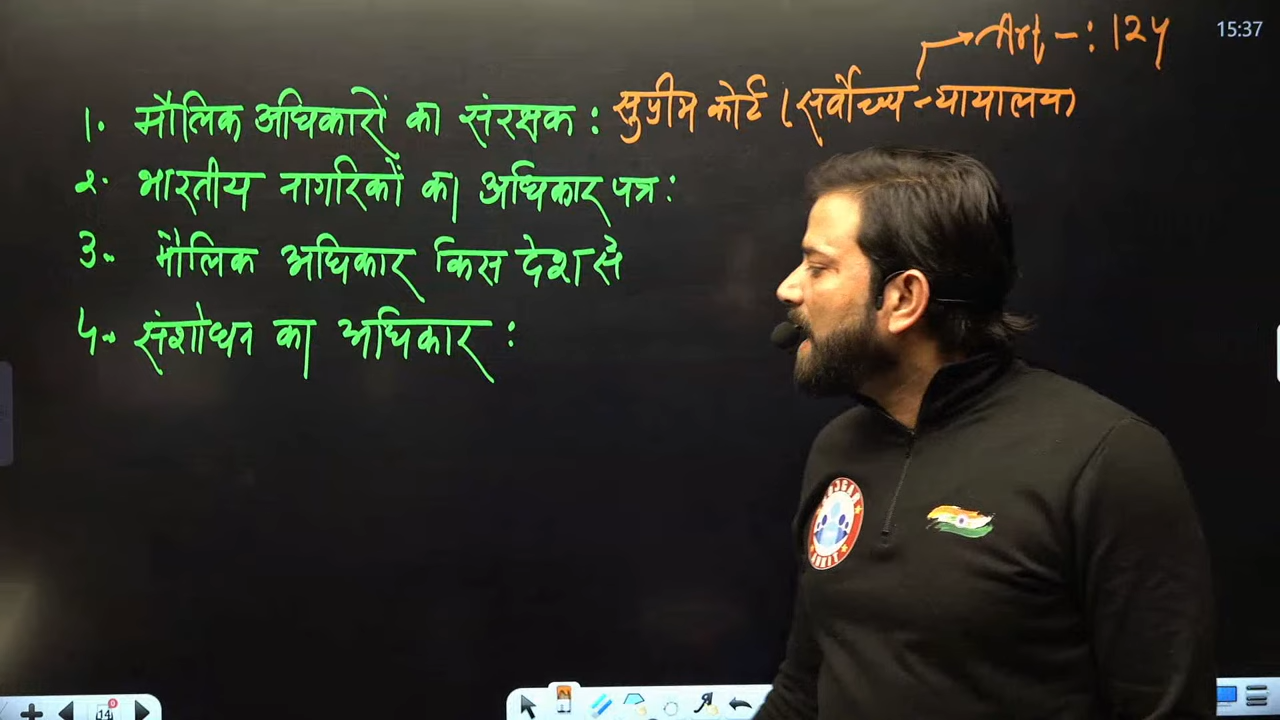 15:37
Art -: 124
1. मौलिक अधिकारों का संरक्षक : सुप्रीम कोर्ट (सर्वोच्य न्यायालय)
2. भारतीय नागरिकों का अधिकार पत्र :
3. मौलिक अधिकार किस देश से
4. संशोधन का अधिकार :
14